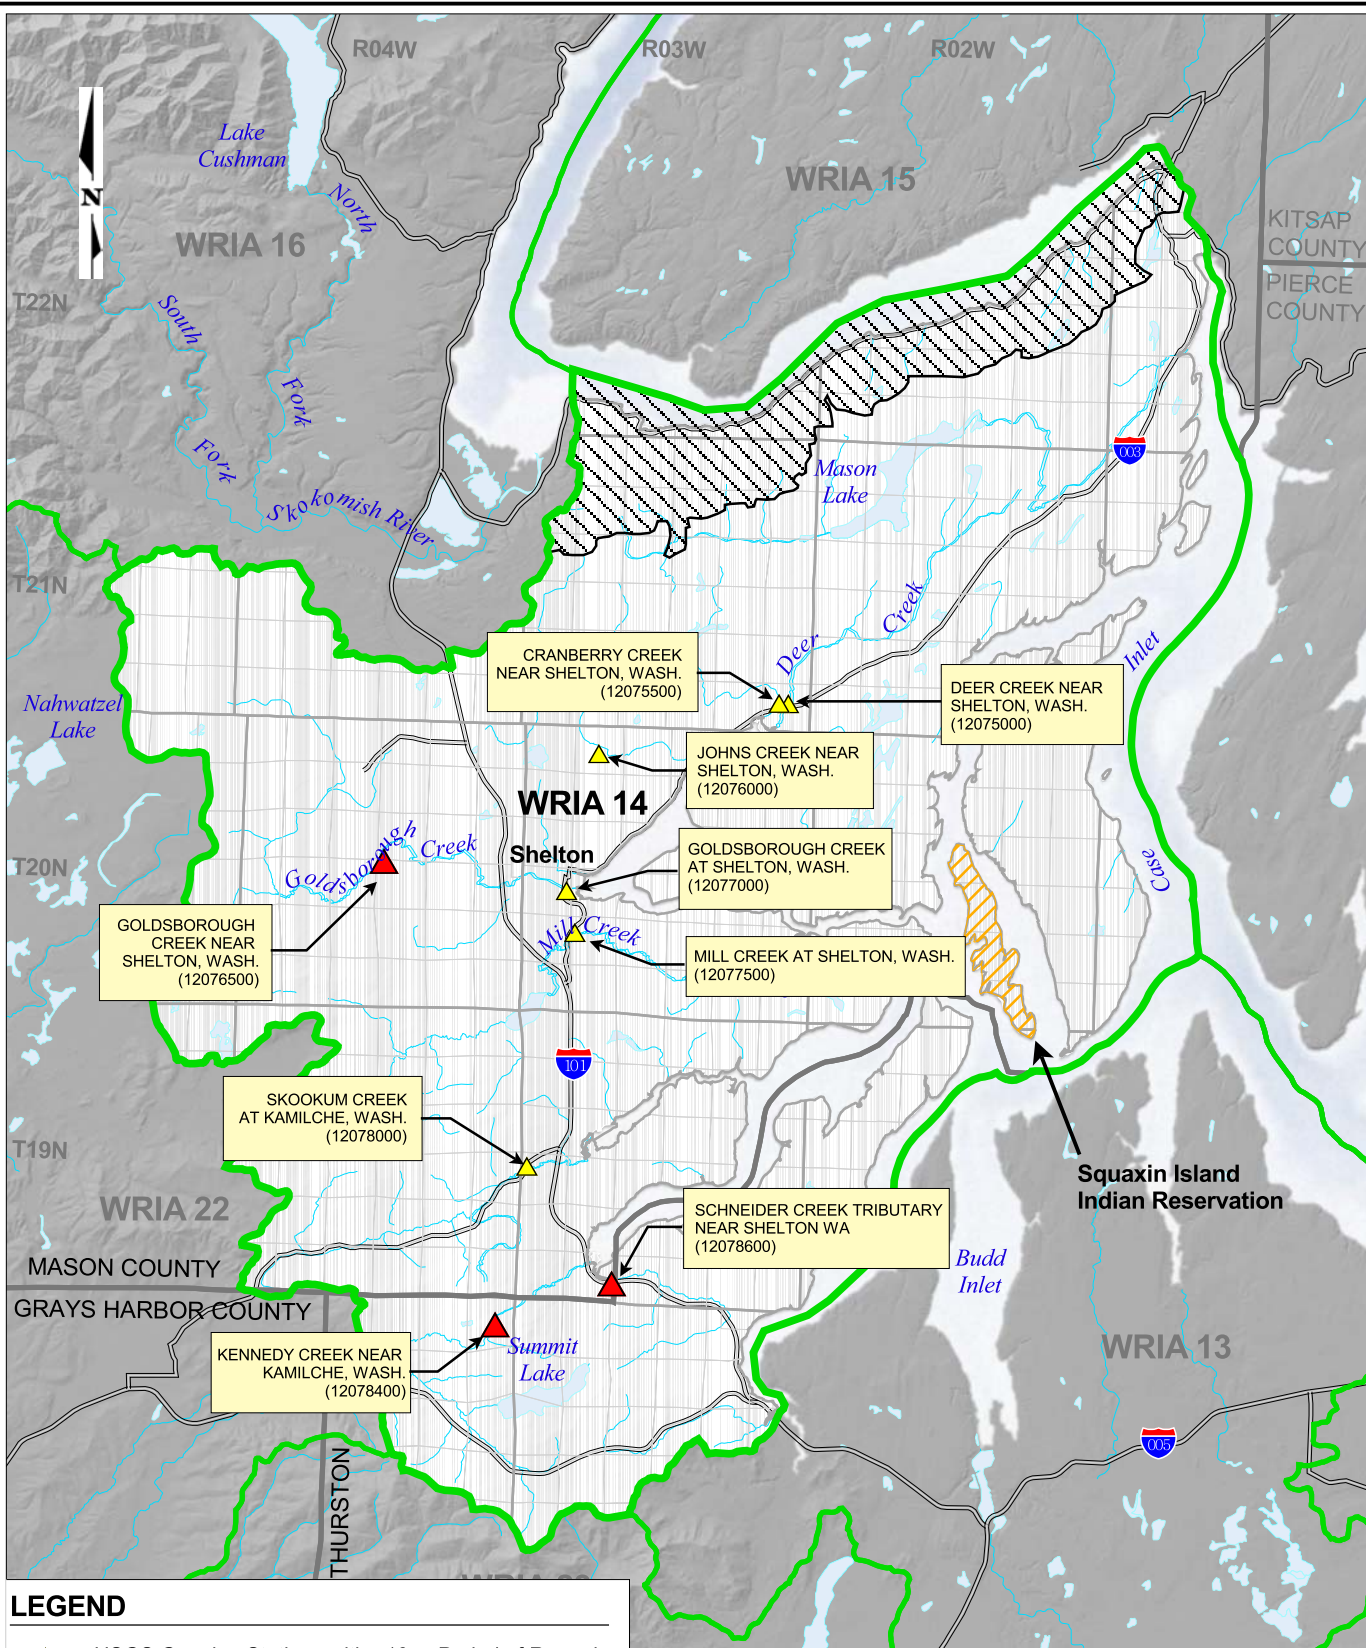 R04W
R03W
R02W
Lake
Cushman
North
WRIA 15
WRIA 16
N
KITSAP
COUNTY
PIERCE
COUNTY
T22N
South
Fork
Fork
Skokomish River
003
Mason
Lake
T21N
Creek
Deer
Inlet
CRANBERRY CREEK
NEAR SHELTON, WASH.
(12075500)
DEER CREEK NEAR
SHELTON, WASH.
(12075000)
Nahwatzel
Lake
JOHNS CREEK NEAR
SHELTON, WASH.
(12076000)
WRIA 14
Goldsborough
Creek
Shelton
GOLDSBOROUGH CREEK
AT SHELTON, WASH.
(12077000)
Case
T20N
GOLDSBOROUGH
CREEK NEAR
SHELTON, WASH.
(12076500)
Mill Creek
MILL CREEK AT SHELTON, WASH.
(12077500)
101
SKOOKUM CREEK
AT KAMILCHE, WASH.
(12078000)
T19N
Squaxin Island
Indian Reservation
WRIA 22
SCHNEIDER CREEK TRIBUTARY
NEAR SHELTON WA
(12078600)
MASON COUNTY
GRAYS HARBOR COUNTY
Budd
Inlet
KENNEDY CREEK NEAR
KAMILCHE, WASH.
(12078400)
Summit
Lake
WRIA 13
005
THURSTON
LEGEND